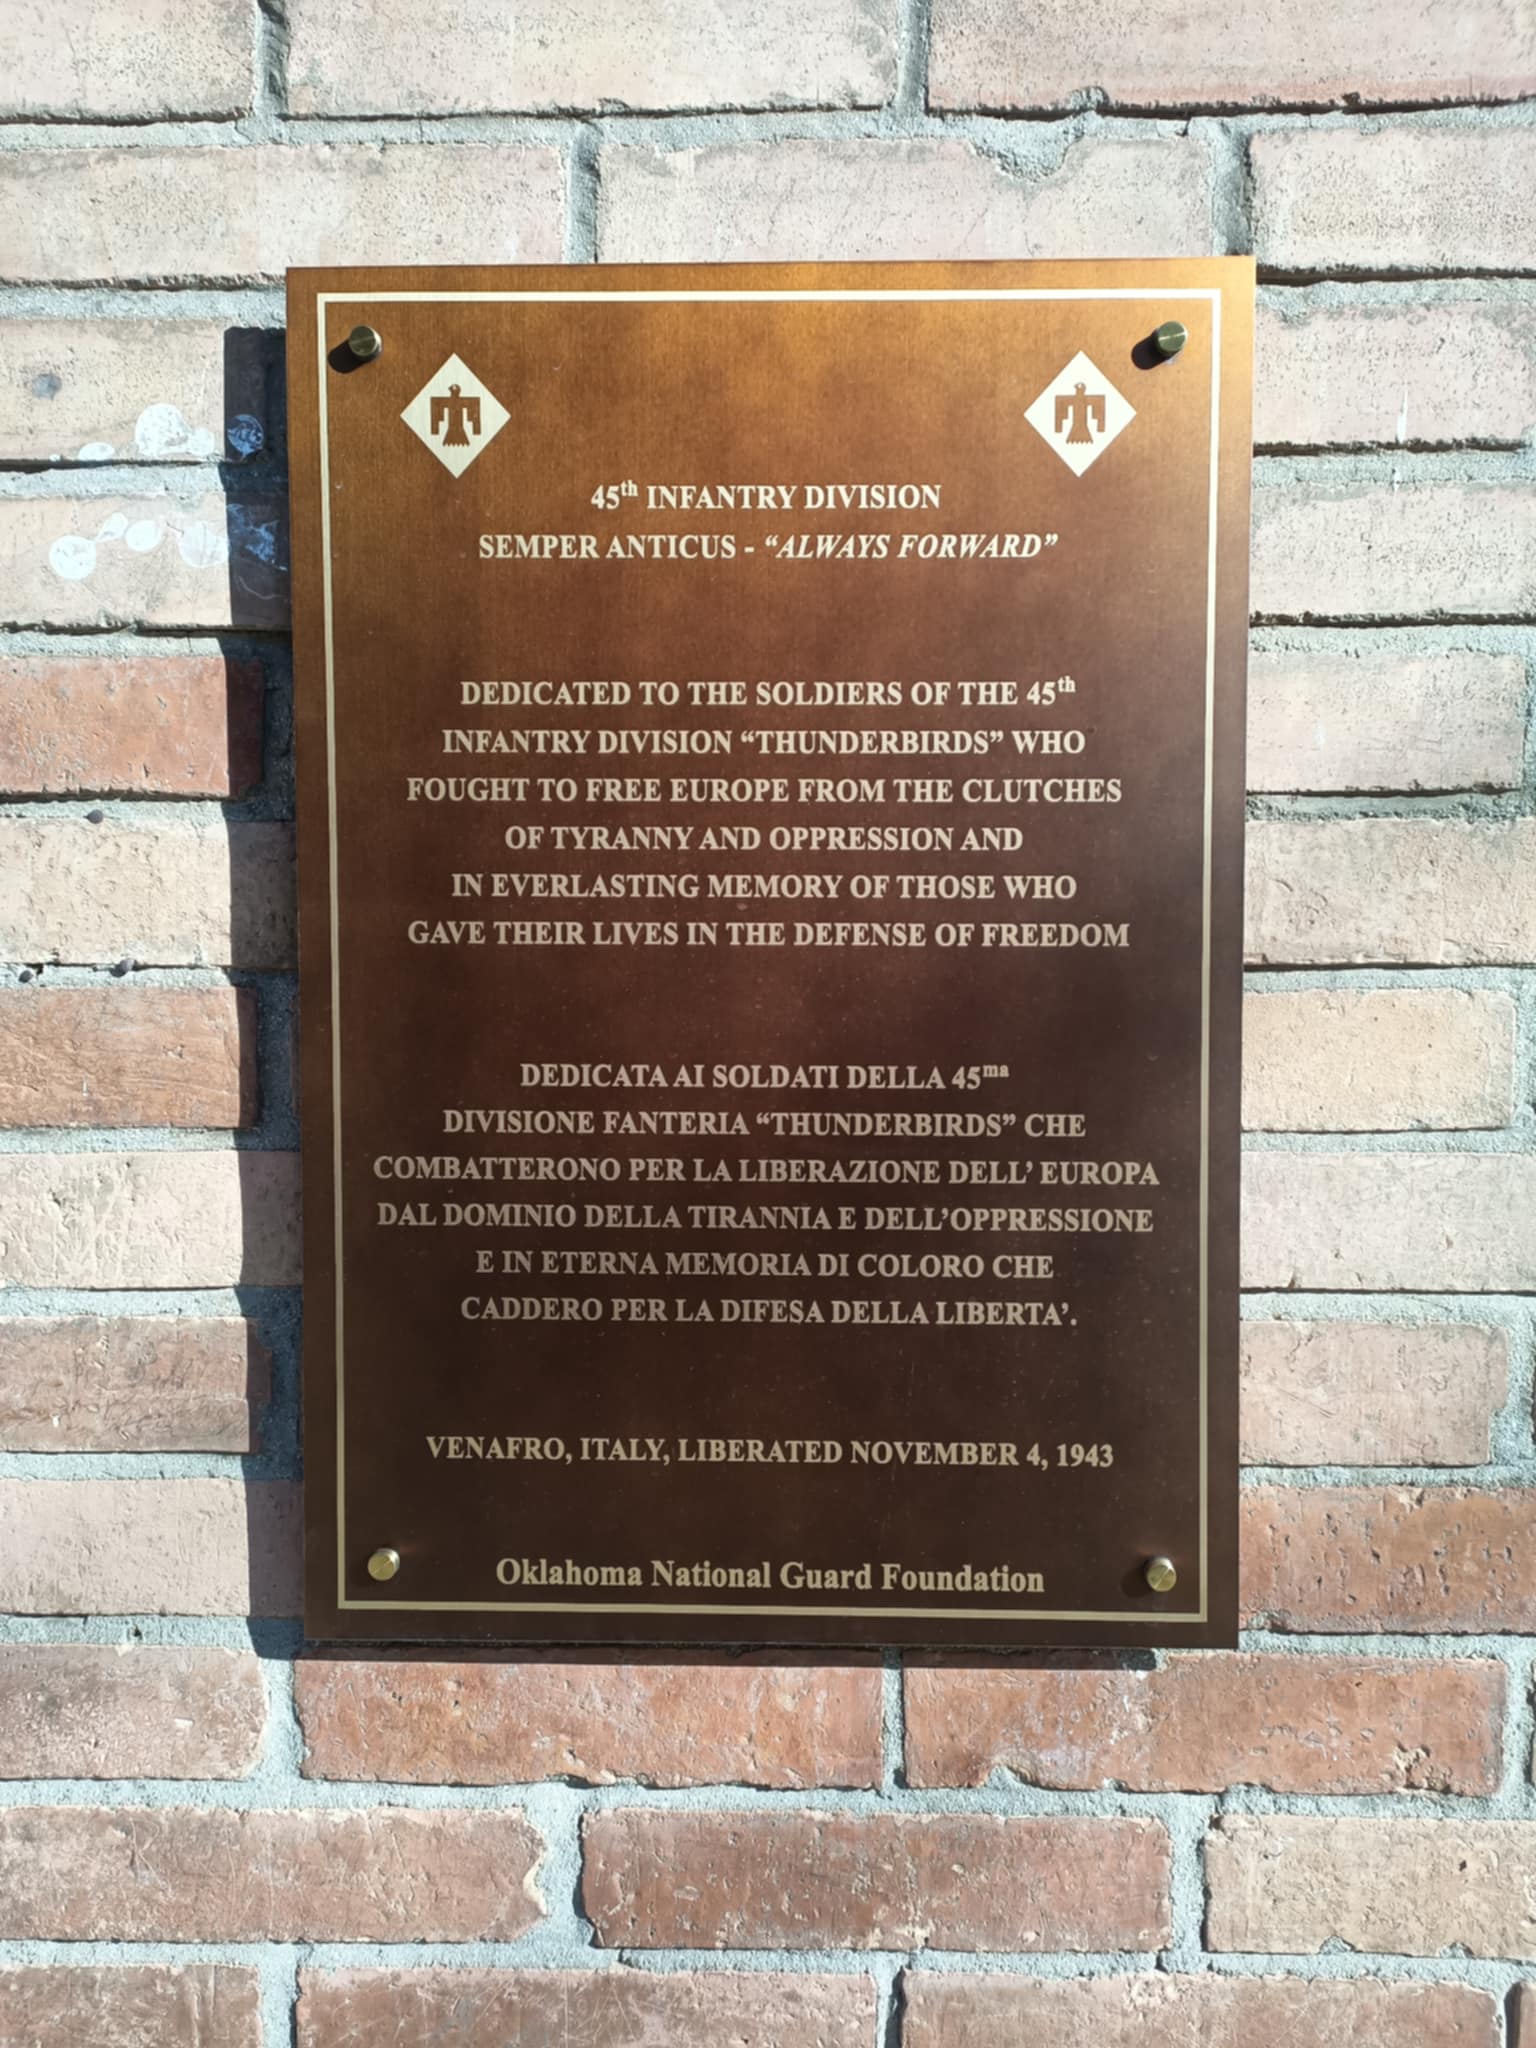 45th INFANTRY DIVISION
SEMPER ANTICUS - “ALWAYS FORWARD”
DEDICATED TO THE SOLDIERS OF THE 45th
INFANTRY DIVISION “THUNDERBIRDS” WHO
FOUGHT TO FREE EUROPE FROM THE CLUTCHES
OF TYRANNY AND OPPRESSION AND
IN EVERLASTING MEMORY OF THOSE WHO
GAVE THEIR LIVES IN THE DEFENSE OF FREEDOM
DEDICATA AI SOLDATI DELLA 45ma
DIVISIONE FANTERIA “THUNDERBIRDS” CHE
COMBATTERONO PER LA LIBERAZIONE DELL’ EUROPA
DAL DOMINIO DELLA TIRANNIA E DELL’OPPRESSIONE
E IN ETERNA MEMORIA DI COLORO CHE
CADDERO PER LA DIFESA DELLA LIBERTA’.
VENAFRO, ITALY, LIBERATED NOVEMBER 4, 1943
Oklahoma National Guard Foundation